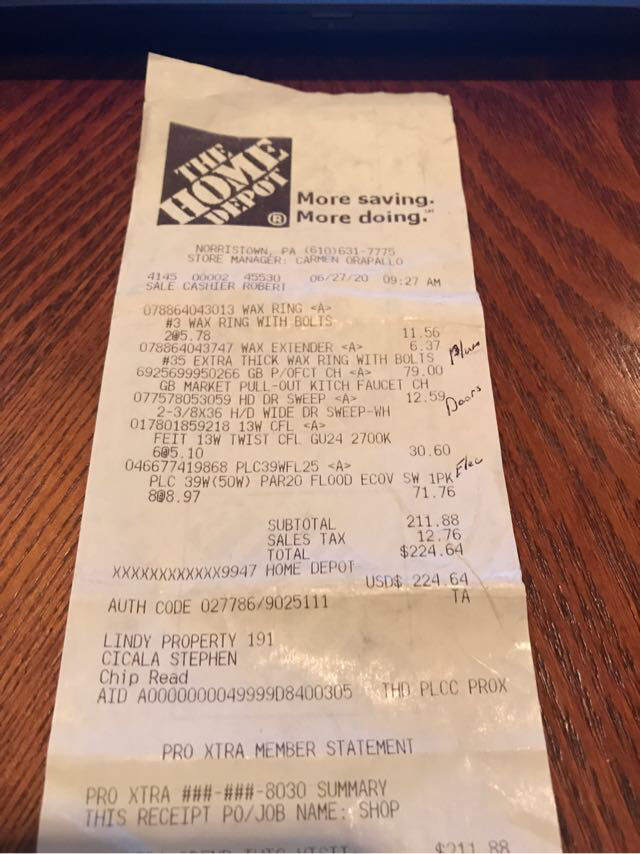 THE
HOME
DEPOT
®
More saving.
More doing.
NORRISTOWN, PA (610)631-7775
STORE MANAGER: CARMEN ORAPALLO
4145 00002 45530 06/27/20 09:27 AM
SALE CASHIER ROBERT
078864043013 WAX RING <A>
#3 WAX RING WITH BOLTS
2@5.78 11.56
078864043747 WAX EXTENDER <A> 6.37
#35 EXTRA THICK WAX RING WITH BOLTS
6925699950266 GB P/OFCT CH <A> 79.00
GB MARKET PULL-OUT KITCH FAUCET CH
077578053059 HD DR SWEEP <A> 12.59 Doors
2-3/8X36 H/D WIDE DR SWEEP-WH
017801859218 13W CFL <A>
FEIT 13W TWIST CFL GU24 2700K
6@5.10 30.60
046677419868 PLC39WFL25 <A> Elec
PLC 39W(50W) PAR20 FLOOD ECOV SW 1PK
8@8.97 71.76
SUBTOTAL 211.88
SALES TAX 12.76
TOTAL $224.64
XXXXXXXXXXXX9947 HOME DEPOT
USD$ 224.64
AUTH CODE 027786/9025111 TA
LINDY PROPERTY 191
CICALA STEPHEN
Chip Read
AID A0000000049999D8400305 THD PLCC PROX
PRO XTRA MEMBER STATEMENT
PRO XTRA ###-###-8030 SUMMARY
THIS RECEIPT PO/JOB NAME: SHOP
$211.88